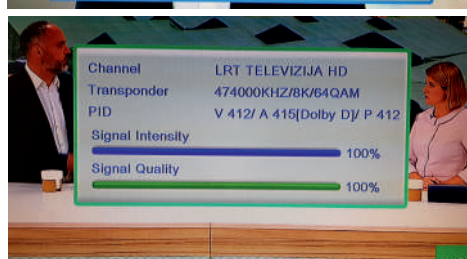 Channel LRT TELEVIZIJA HD
Transponder 474000KHZ/8K/64QAM
PID V 412/ A 415[Dolby D]/ P 412
Signal Intensity
100%
Signal Quality
100%